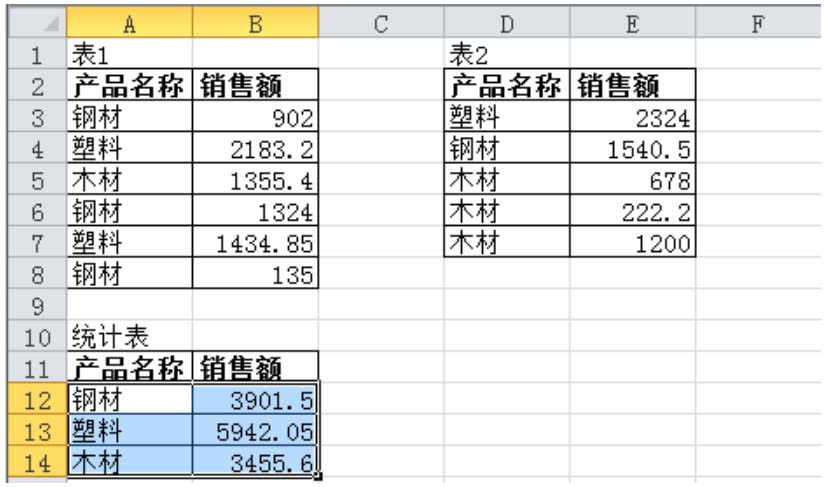 A B C D E F
1 表1 表2
2 产品名称 销售额 产品名称 销售额
3 钢材 902 塑料 2324
4 塑料 2183.2 钢材 1540.5
5 木材 1355.4 木材 678
6 钢材 1324 木材 222.2
7 塑料 1434.85 木材 1200
8 钢材 135
9
10 统计表
11 产品名称 销售额
12 钢材 3901.5
13 塑料 5942.05
14 木材 3455.6